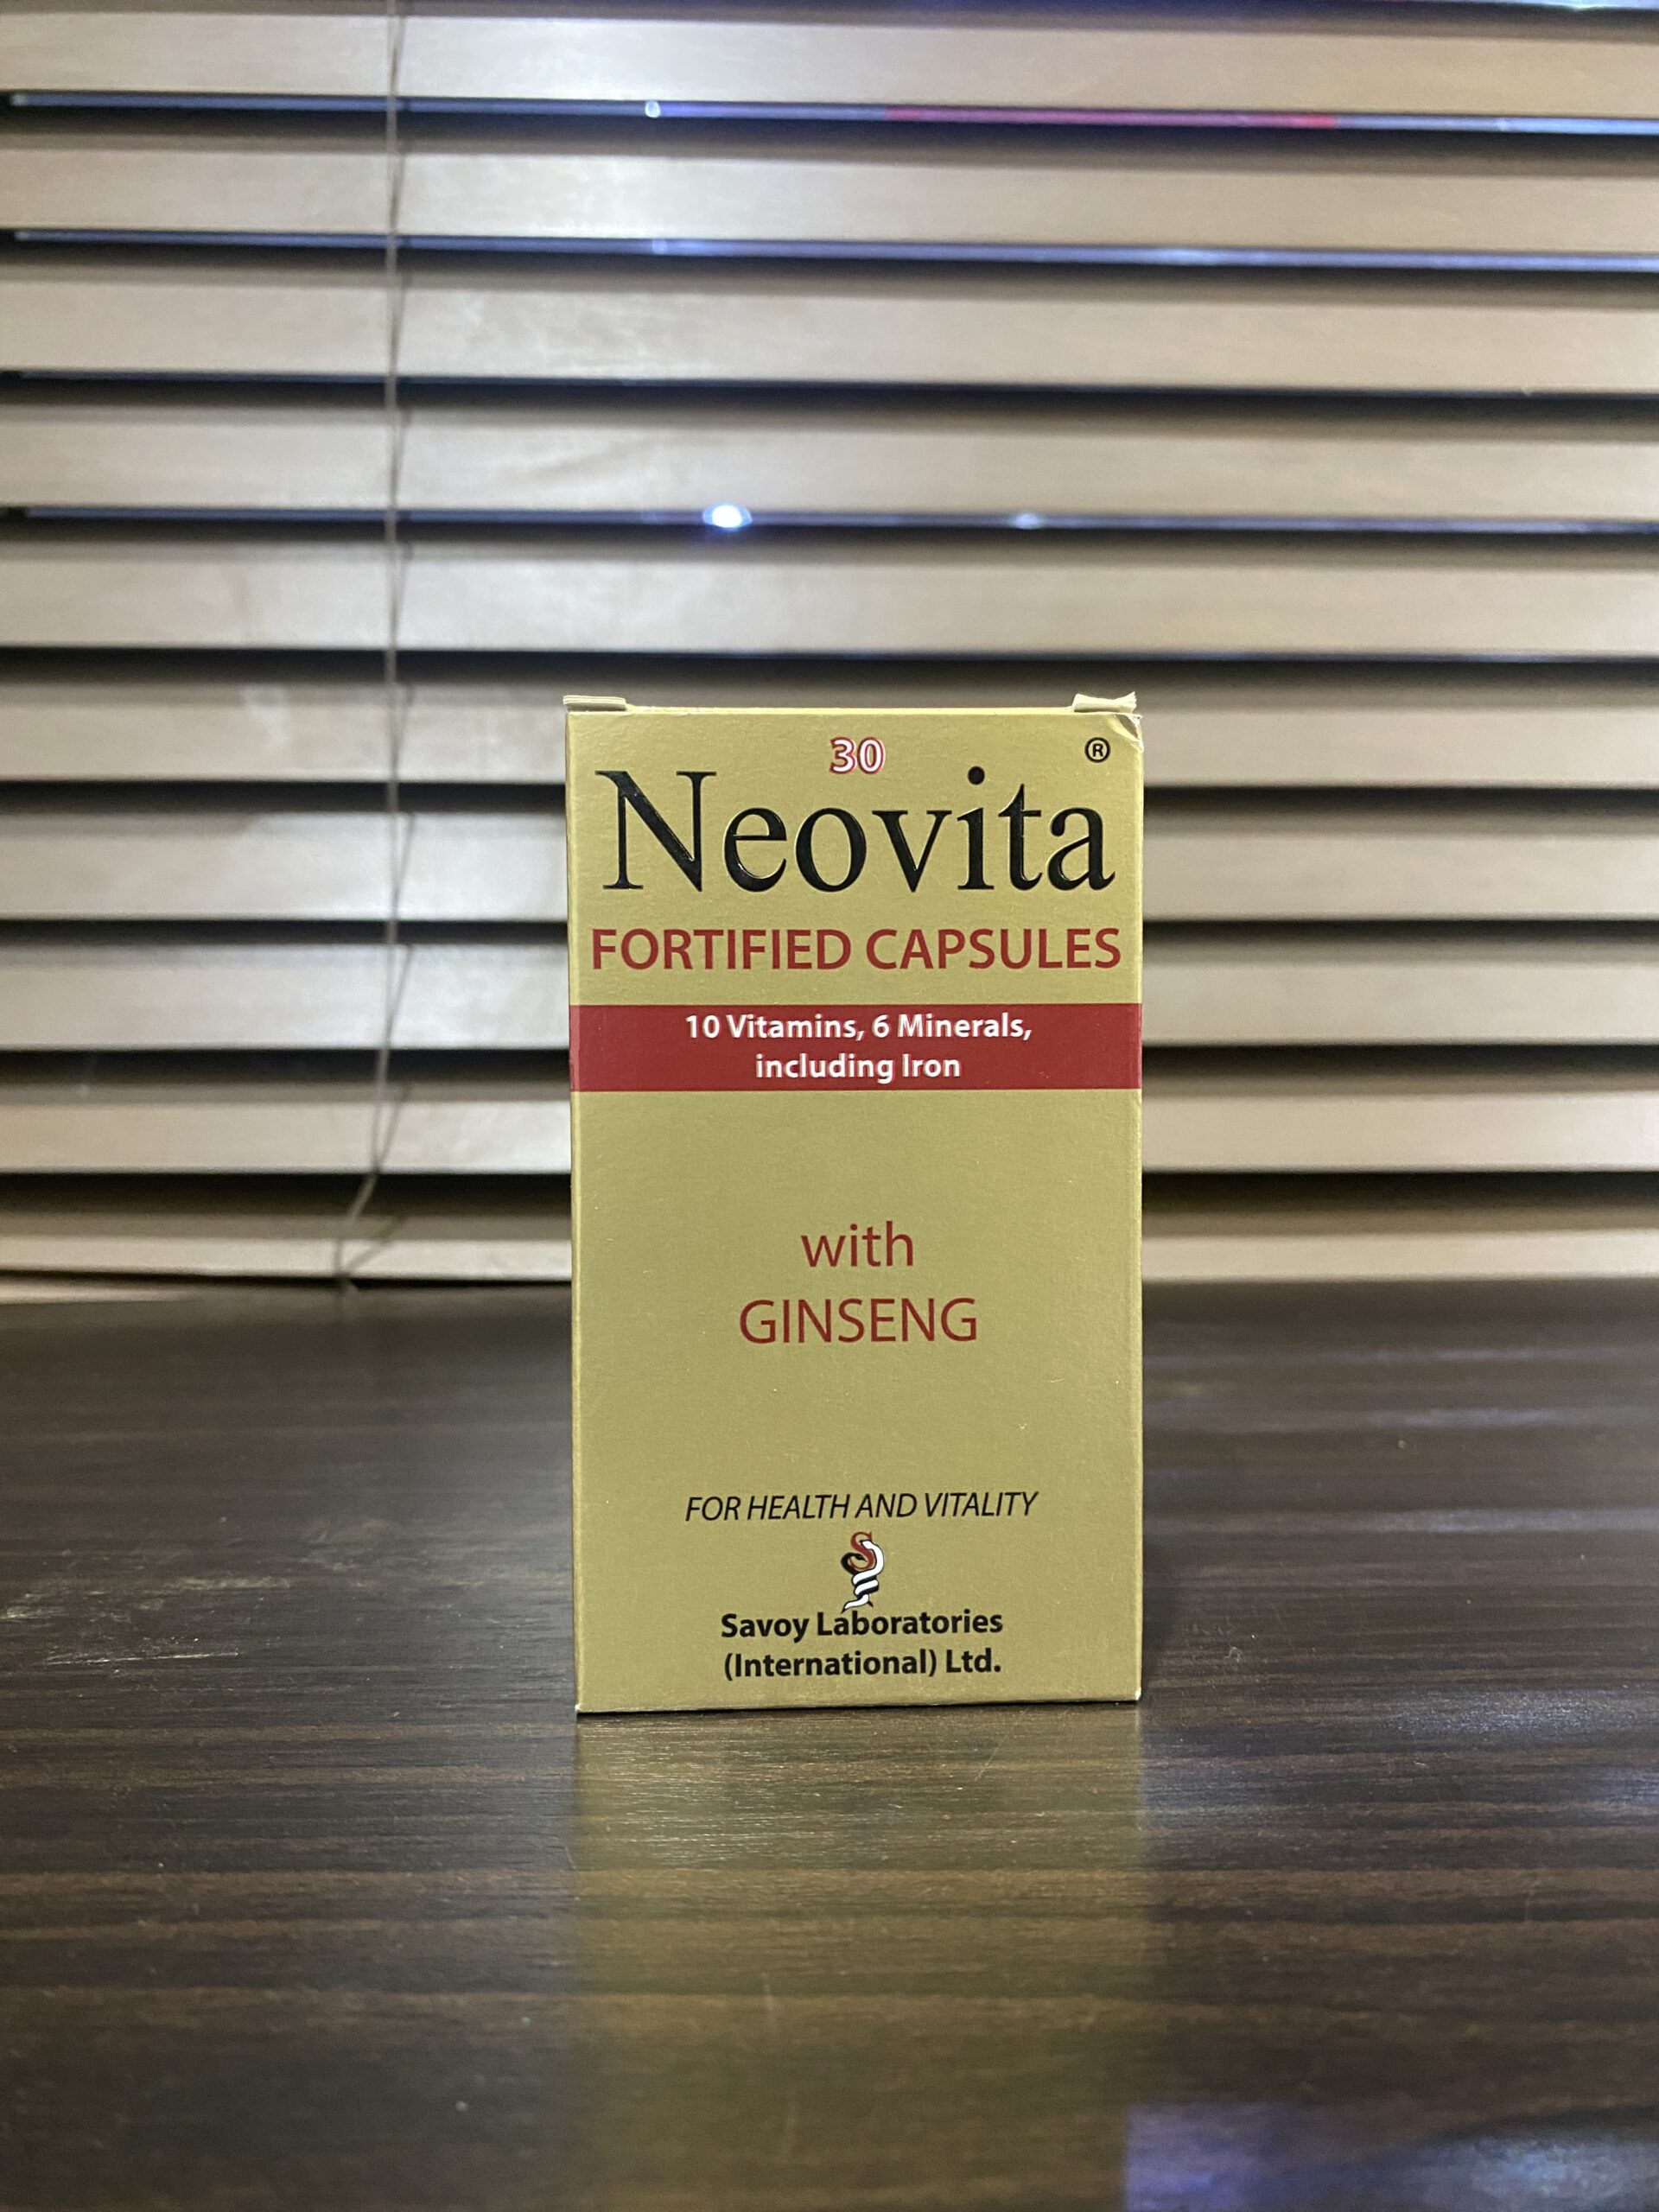 30
®
Neovita
FORTIFIED CAPSULES
10 Vitamins, 6 Minerals,
including Iron
with
GINSENG
FOR HEALTH AND VITALITY
S
Savoy Laboratories
(International) Ltd.